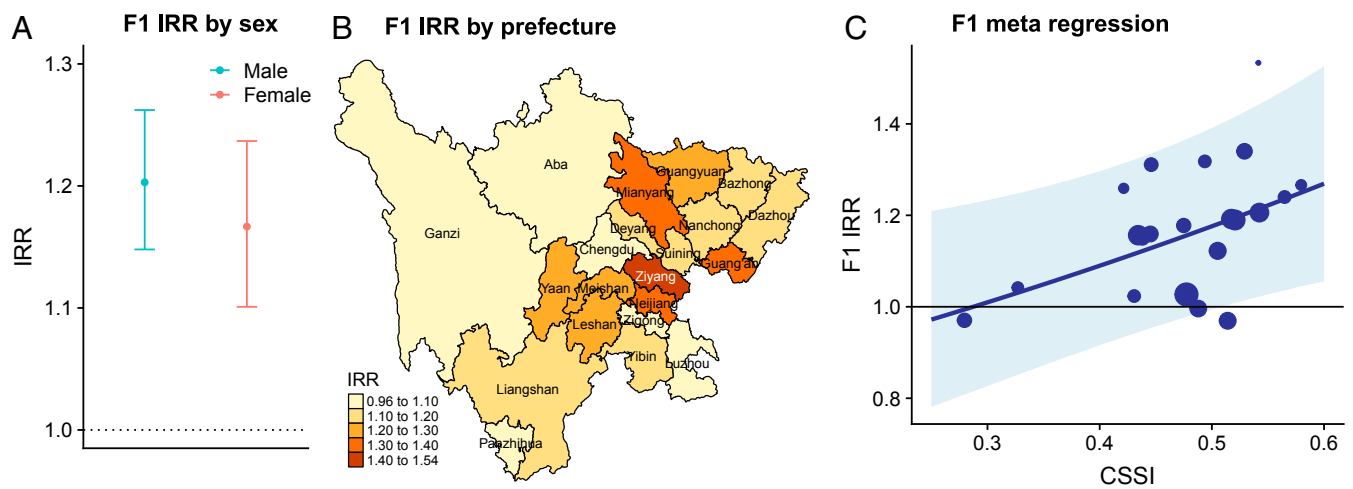 A
F1 IRR by sex
IRR
1.3
1.2
1.1
1.0
Male
Female
B
F1 IRR by prefecture
Aba
Ganzi
Guangyuan
Mianyang
Bazhong
Dazhou
Nanchong
Deyang
Chengdu
Suining
Guang'an
Ziyang
Yaan
Meishan
Neijiang
Zigong
Leshan
Yibin
Luzhou
Liangshan
Panzhihua
IRR
0.96 to 1.10
1.10 to 1.20
1.20 to 1.30
1.30 to 1.40
1.40 to 1.54
C
F1 meta regression
F1 IRR
1.4
1.2
1.0
0.8
0.3
0.4
0.5
0.6
CSSI